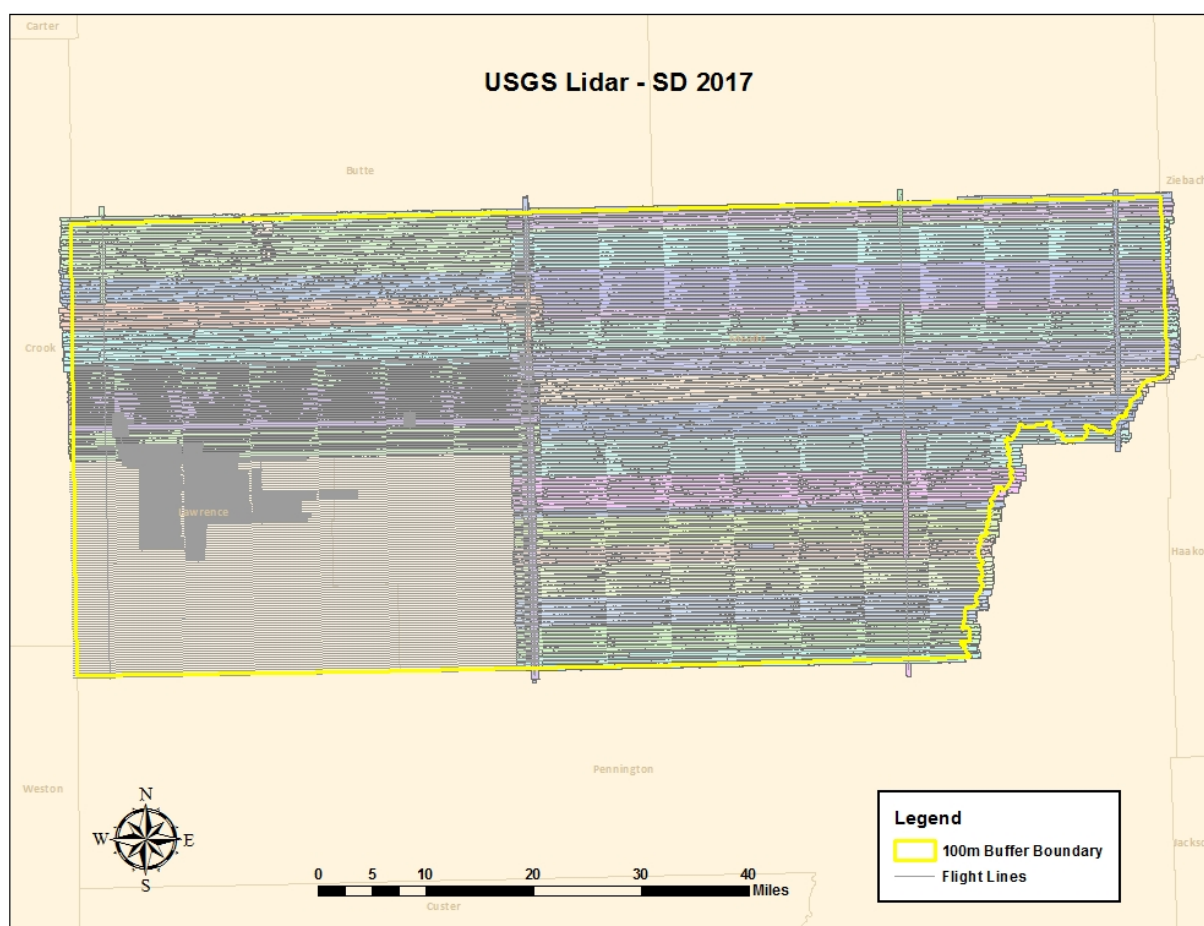 Carter
USGS Lidar - SD 2017
Butte
Ziebach
Crook
Lawrence
Haako
Pennington
Weston
N
W E
S
Legend
100m Buffer Boundary
Flight Lines
Jackso
0 5 10 20 30 40
Miles
Custer